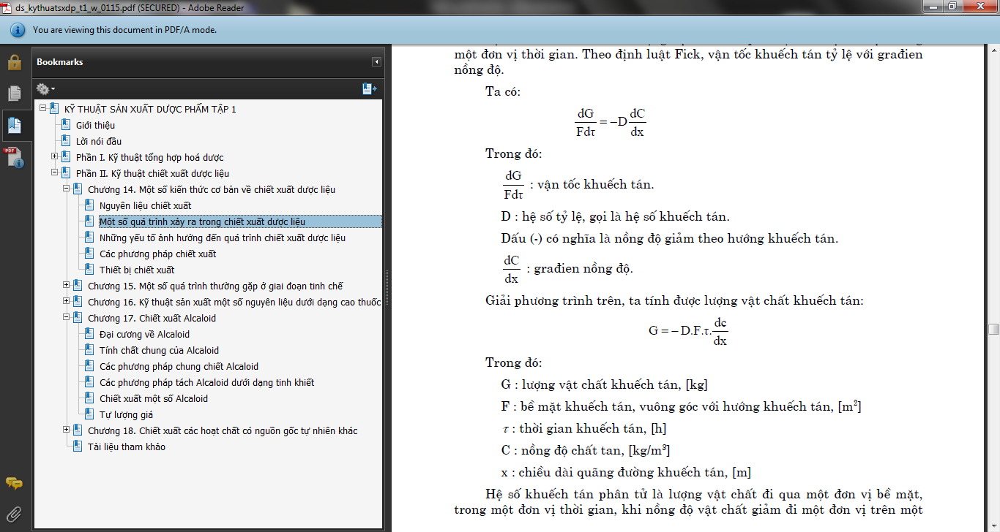 ds_kythuatsxdp_t1_w_0115.pdf (SECURED) - Adobe Reader
You are viewing this document in PDF/A mode.
Bookmarks
KỸ THUẬT SẢN XUẤT DƯỢC PHẨM TẬP 1
Giới thiệu
Lời nói đầu
Phần I. Kỹ thuật tổng hợp hoá dược
Phần II. Kỹ thuật chiết xuất dược liệu
Chương 14. Một số kiến thức cơ bản về chiết xuất dược liệu
Nguyên liệu chiết xuất
Một số quá trình xảy ra trong chiết xuất dược liệu
Những yếu tố ảnh hưởng đến quá trình chiết xuất dược liệu
Các phương pháp chiết xuất
Thiết bị chiết xuất
Chương 15. Một số quá trình thường gặp ở giai đoạn tinh chế
Chương 16. Kỹ thuật sản xuất một số nguyên liệu dưới dạng cao thuốc
Chương 17. Chiết xuất Alcaloid
Đại cương về Alcaloid
Tính chất chung của Alcaloid
Các phương pháp chung chiết Alcaloid
Các phương pháp tách Alcaloid dưới dạng tinh khiết
Chiết xuất một số Alcaloid
Tự lượng giá
Chương 18. Chiết xuất các hoạt chất có nguồn gốc tự nhiên khác
Tài liệu tham khảo
PDF
một đơn vị thời gian. Theo định luật Fick, vận tốc khuếch tán tỷ lệ với građien
nồng độ.
Ta có:
dG/Fdτ = –D dC/dx
Trong đó:
dG/Fdτ : vận tốc khuếch tán.
D : hệ số tỷ lệ, gọi là hệ số khuếch tán.
Dấu (-) có nghĩa là nồng độ giảm theo hướng khuếch tán.
dC/dx : građien nồng độ.
Giải phương trình trên, ta tính được lượng vật chất khuếch tán:
G = – D.F.τ. dc/dx
Trong đó:
G : lượng vật chất khuếch tán, [kg]
F : bề mặt khuếch tán, vuông góc với hướng khuếch tán, [m²]
τ : thời gian khuếch tán, [h]
C : nồng độ chất tan, [kg/m³]
x : chiều dài quãng đường khuếch tán, [m]
Hệ số khuếch tán phân tử là lượng vật chất đi qua một đơn vị bề mặt,
trong một đơn vị thời gian, khi nồng độ vật chất giảm đi một đơn vị trên một